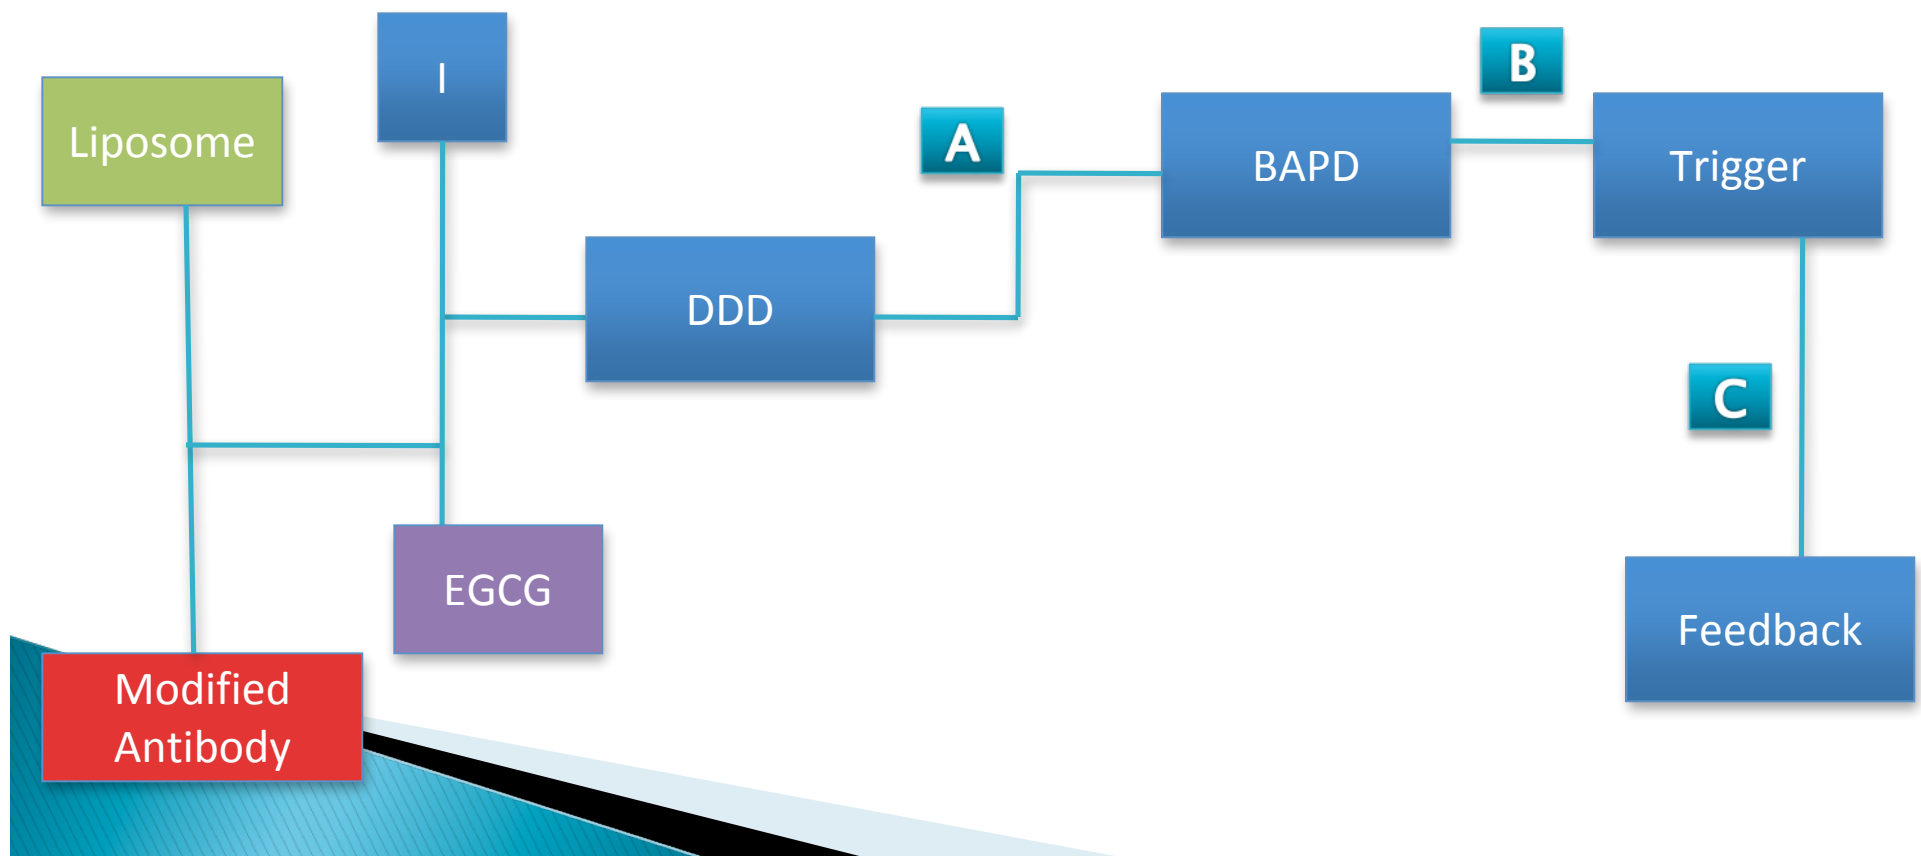 I
Liposome
A
B
BAPD
Trigger
DDD
C
EGCG
Feedback
Modified
Antibody